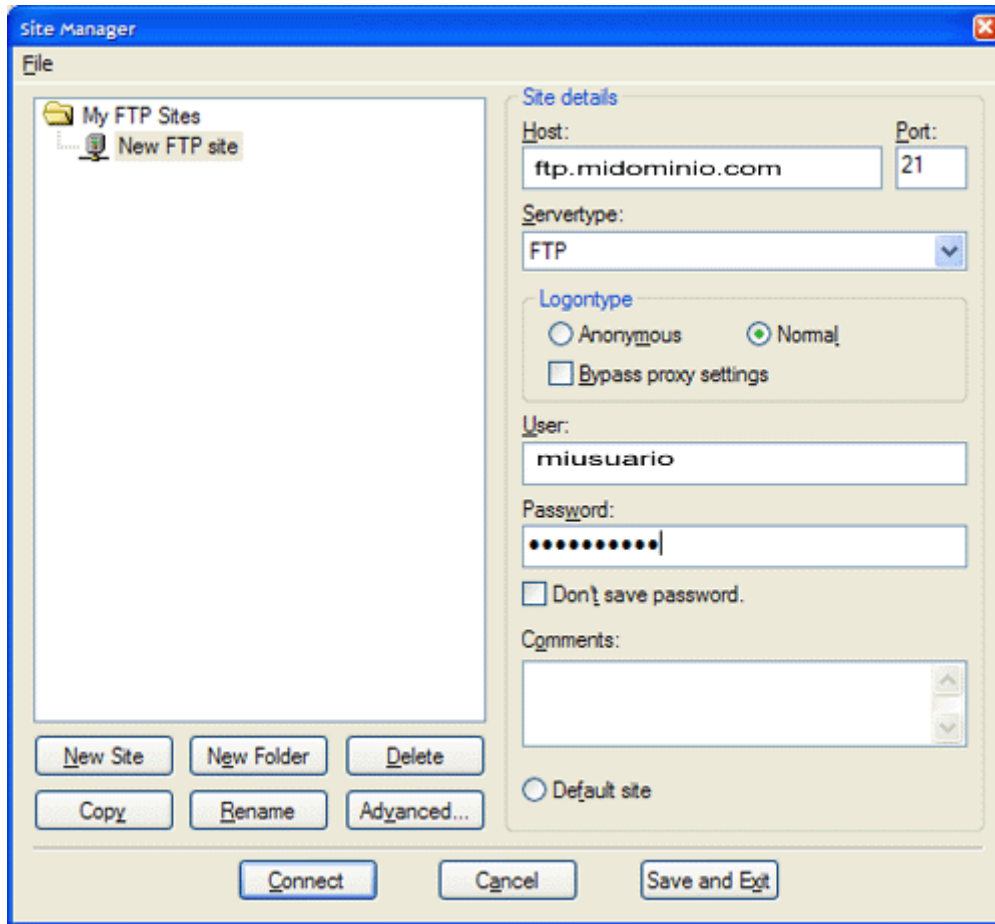 Site Manager
File
My FTP Sites
New FTP site
Site details
Host: Port:
ftp.midominio.com 21
Servertype:
FTP
Logontype
Anonymous Normal
Bypass proxy settings
User:
miusuario
Password:
••••••••••
Don't save password.
Comments:
Default site
New Site New Folder Delete
Copy Rename Advanced...
Connect Cancel Save and Exit